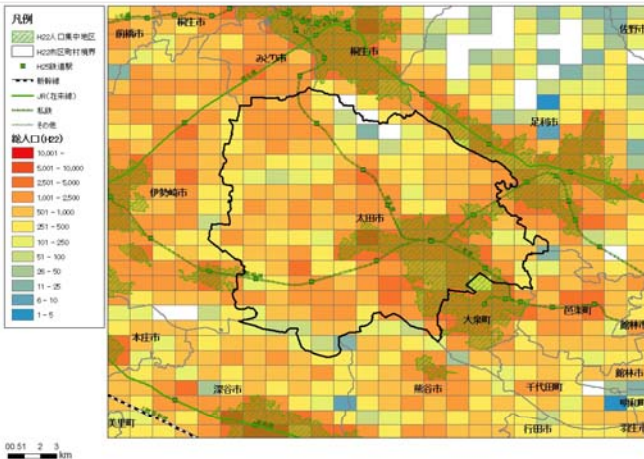 凡例
H22人口集中地区
H22市区町村境界
H25鉄道駅
新幹線
JR(在来線)
私鉄
その他
総人口(H22)
10,001 -
5,001 - 10,000
2,501 - 5,000
1,001 - 2,500
501 - 1,000
251 - 500
101 - 250
51 - 100
26 - 50
11 - 25
6 - 10
1 - 5
前橋市
桐生市
みどり市
桐生市
佐野市
足利市
伊勢崎市
太田市
大泉町
邑楽町
館林市
本庄市
館林市
深谷市
熊谷市
千代田町
明和町
美里町
行田市
羽生市
00.51 2 3
km